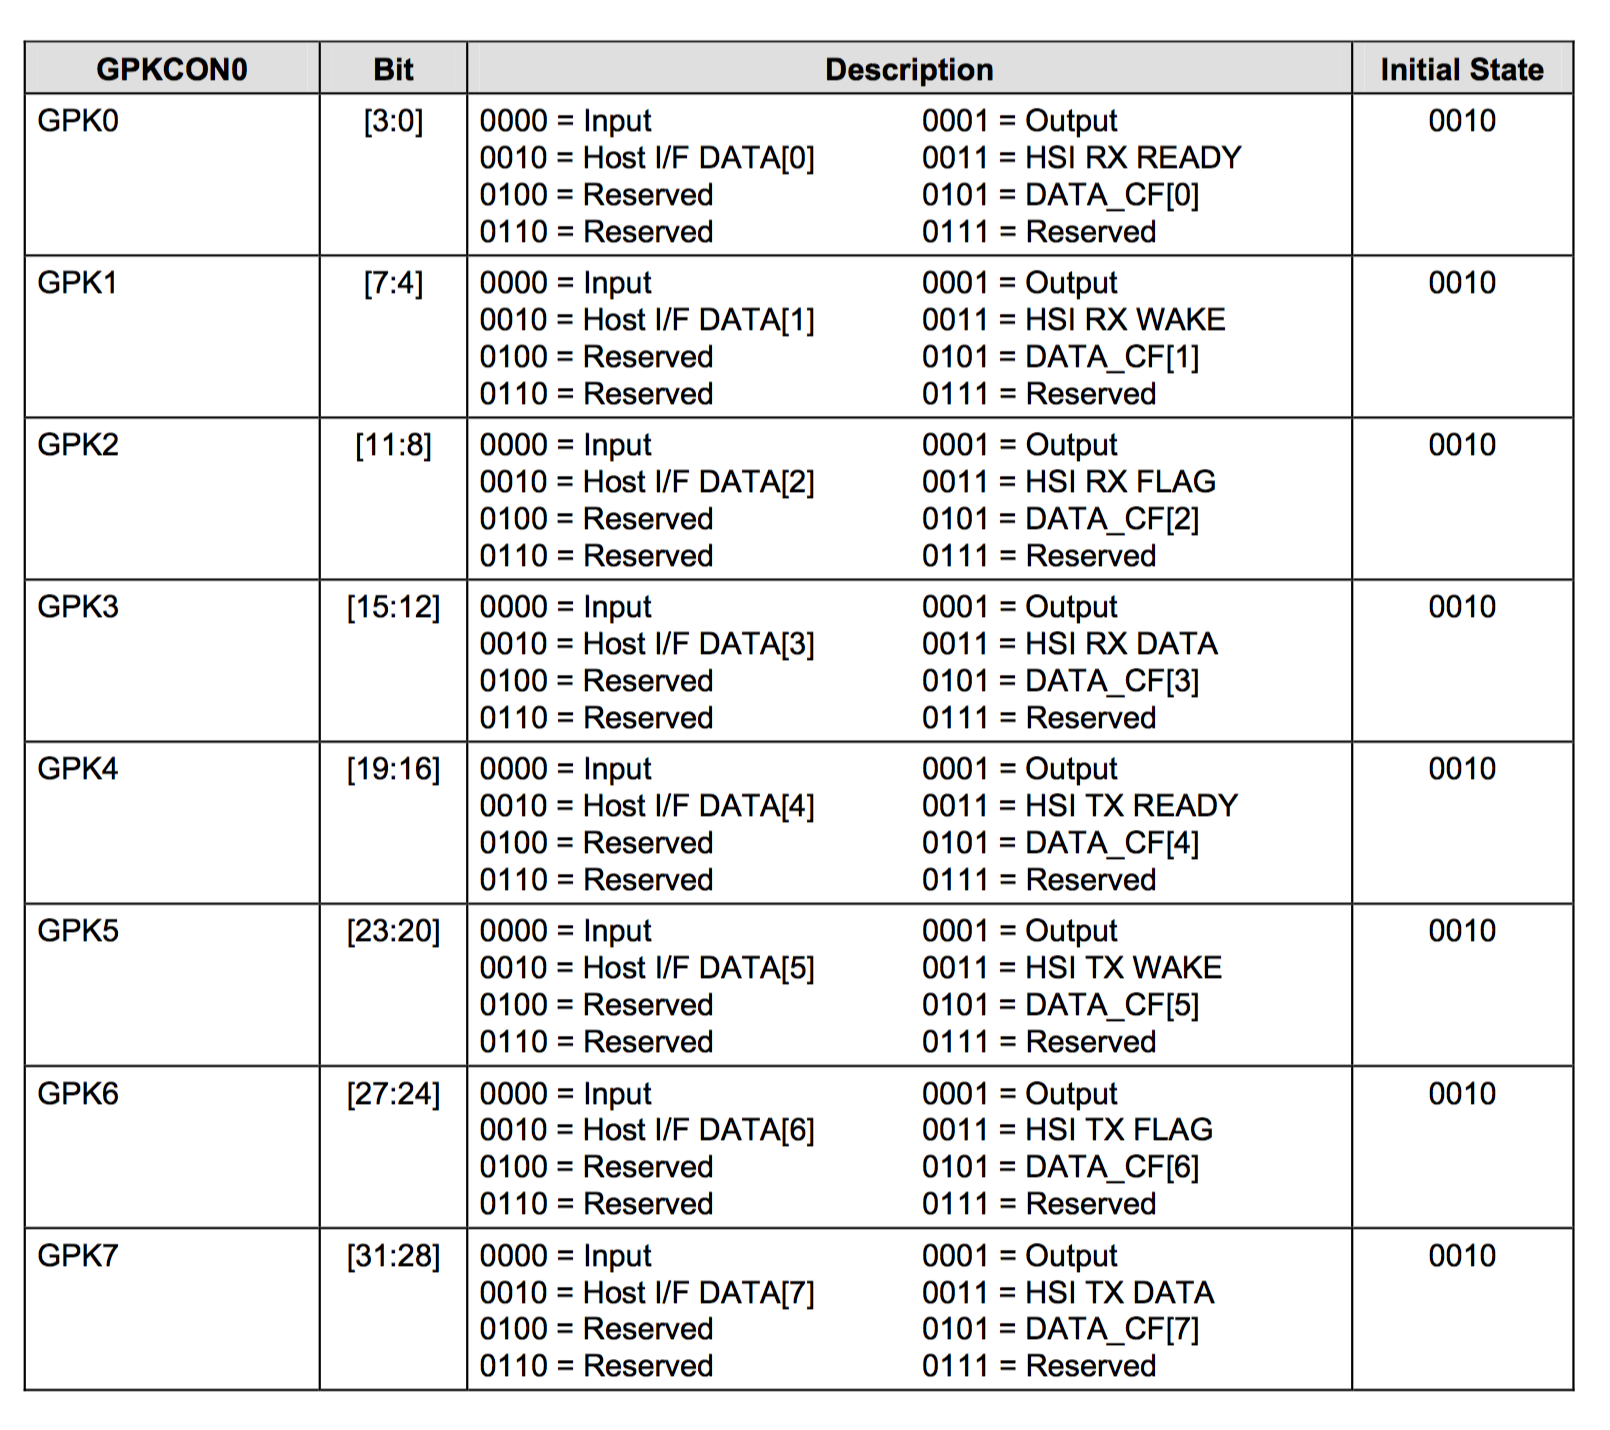 GPKCON0 Bit Description Initial State
GPK0 [3:0] 0000 = Input 0001 = Output 0010
0010 = Host I/F DATA[0] 0011 = HSI RX READY
0100 = Reserved 0101 = DATA_CF[0]
0110 = Reserved 0111 = Reserved
GPK1 [7:4] 0000 = Input 0001 = Output 0010
0010 = Host I/F DATA[1] 0011 = HSI RX WAKE
0100 = Reserved 0101 = DATA_CF[1]
0110 = Reserved 0111 = Reserved
GPK2 [11:8] 0000 = Input 0001 = Output 0010
0010 = Host I/F DATA[2] 0011 = HSI RX FLAG
0100 = Reserved 0101 = DATA_CF[2]
0110 = Reserved 0111 = Reserved
GPK3 [15:12] 0000 = Input 0001 = Output 0010
0010 = Host I/F DATA[3] 0011 = HSI RX DATA
0100 = Reserved 0101 = DATA_CF[3]
0110 = Reserved 0111 = Reserved
GPK4 [19:16] 0000 = Input 0001 = Output 0010
0010 = Host I/F DATA[4] 0011 = HSI TX READY
0100 = Reserved 0101 = DATA_CF[4]
0110 = Reserved 0111 = Reserved
GPK5 [23:20] 0000 = Input 0001 = Output 0010
0010 = Host I/F DATA[5] 0011 = HSI TX WAKE
0100 = Reserved 0101 = DATA_CF[5]
0110 = Reserved 0111 = Reserved
GPK6 [27:24] 0000 = Input 0001 = Output 0010
0010 = Host I/F DATA[6] 0011 = HSI TX FLAG
0100 = Reserved 0101 = DATA_CF[6]
0110 = Reserved 0111 = Reserved
GPK7 [31:28] 0000 = Input 0001 = Output 0010
0010 = Host I/F DATA[7] 0011 = HSI TX DATA
0100 = Reserved 0101 = DATA_CF[7]
0110 = Reserved 0111 = Reserved